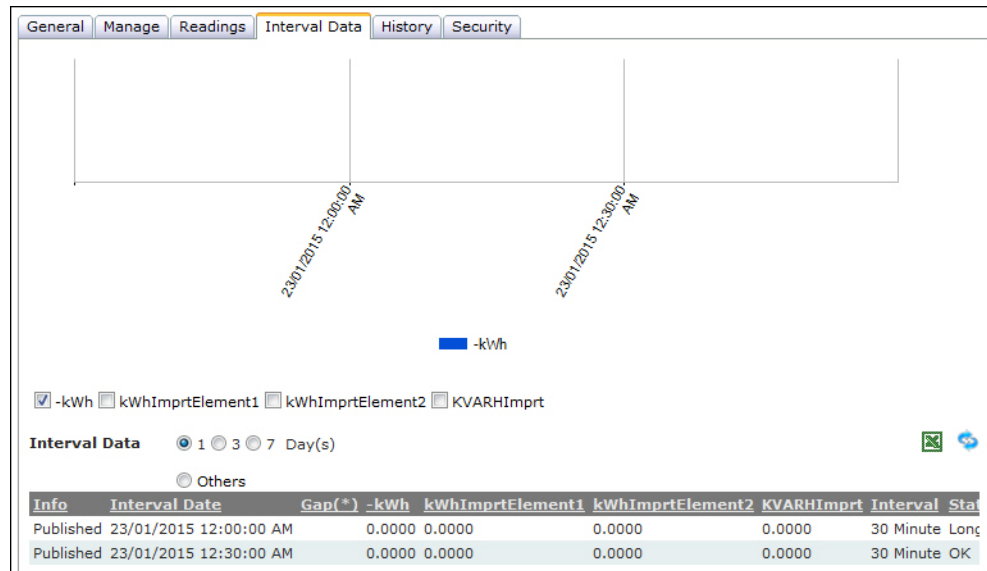 General Manage Readings Interval Data History Security
23/01/2015 12:00:00
AM
23/01/2015 12:30:00
AM
-kWh
-kWh kWhImprtElement1 kWhImprtElement2 KVARHImprt
Interval Data 1 3 7 Day(s)
Others
Info Interval Date Gap(*) -kWh kWhImprtElement1 kWhImprtElement2 KVARHImprt Interval Stat
Published 23/01/2015 12:00:00 AM 0.0000 0.0000 0.0000 0.0000 30 Minute Long
Published 23/01/2015 12:30:00 AM 0.0000 0.0000 0.0000 0.0000 30 Minute OK